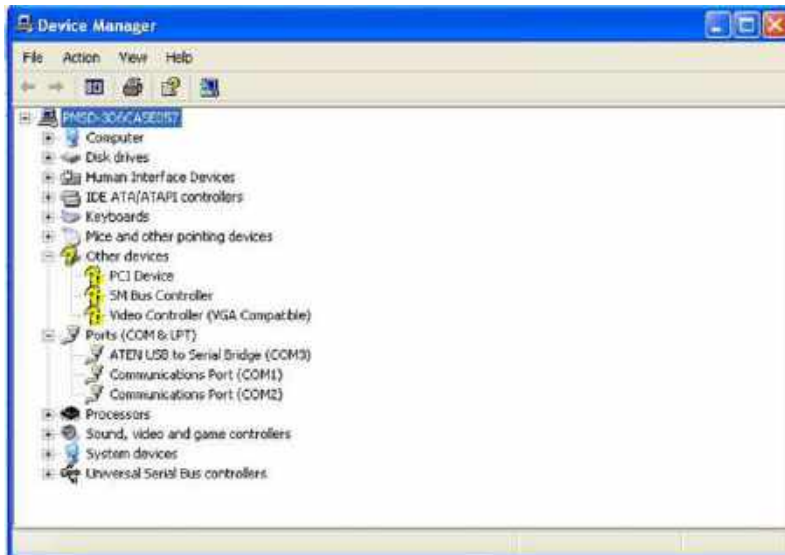 Device Manager
File Action View Help
PMSD-306CA5E057
Computer
Disk drives
Human Interface Devices
IDE ATA/ATAPI controllers
Keyboards
Mice and other pointing devices
Other devices
PCI Device
SM Bus Controller
Video Controller (VGA Compatible)
Ports (COM & LPT)
ATEN USB to Serial Bridge (COM3)
Communications Port (COM1)
Communications Port (COM2)
Processors
Sound, video and game controllers
System devices
Universal Serial Bus controllers